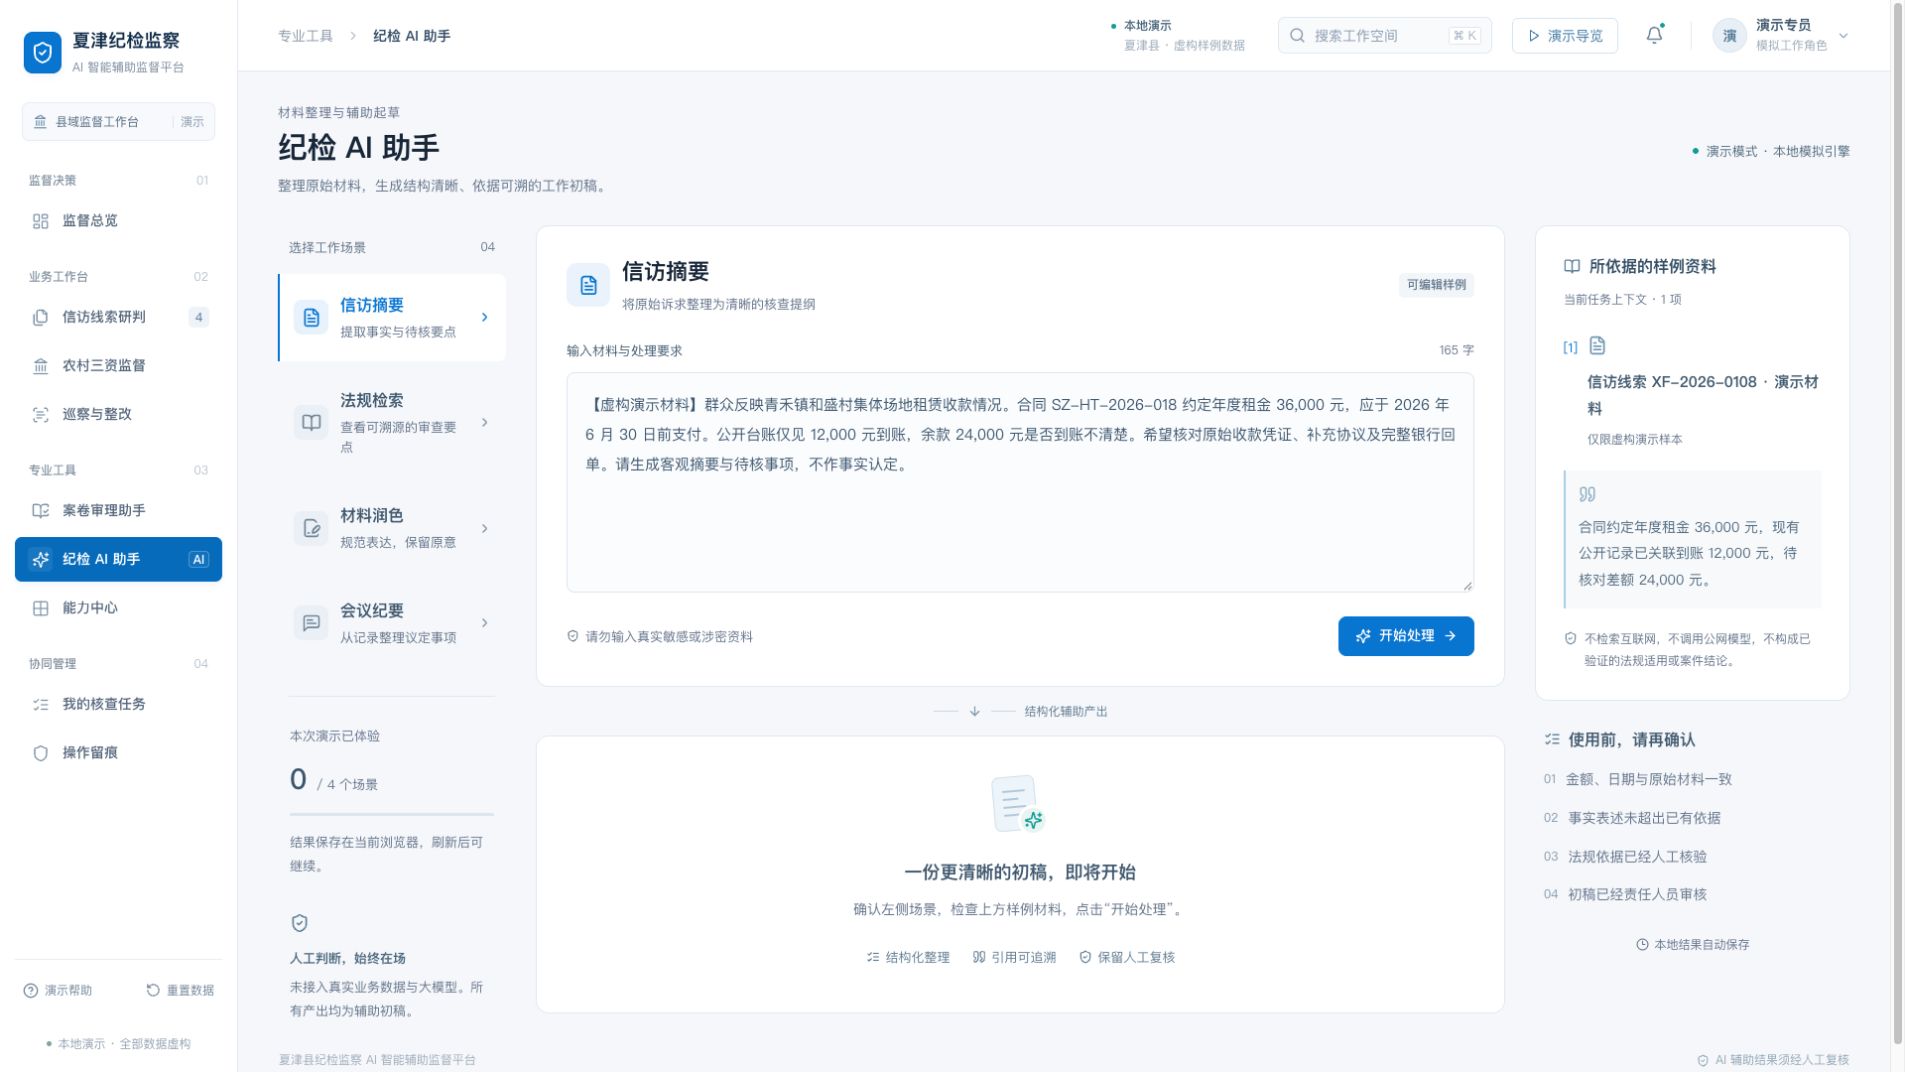 夏津纪检监察
AI 智能辅助监督平台
县域监督工作台 演示
监督决策 01
监督总览
业务工作台 02
信访线索研判 4
农村三资监督
巡察与整改
专业工具 03
案卷审理助手
纪检 AI 助手 AI
能力中心
协同管理 04
我的核查任务
操作留痕
演示帮助 重置数据
本地演示 · 全部数据虚构
专业工具 纪检 AI 助手
本地演示
夏津县 · 虚构样例数据
搜索工作空间 ⌘ K
演示导览
演 演示专员
模拟工作角色
材料整理与辅助起草
纪检 AI 助手
整理原始材料，生成结构清晰、依据可溯的工作初稿。
演示模式 · 本地模拟引擎
选择工作场景 04
信访摘要
提取事实与待核要点
法规检索
查看可溯源的审查要
点
材料润色
规范表达，保留原意
会议纪要
从记录整理议定事项
本次演示已体验
0 / 4 个场景
结果保存在当前浏览器，刷新后可
继续。
人工判断，始终在场
未接入真实业务数据与大模型。所
有产出均为辅助初稿。
信访摘要
将原始诉求整理为清晰的核查提纲
可编辑样例
输入材料与处理要求 165 字
【虚构演示材料】群众反映青禾镇和盛村集体场地租赁收款情况。合同 SZ-HT-2026-018 约定年度租金 36,000 元，应于 2026 年
6 月 30 日前支付。公开台账仅见 12,000 元到账，余款 24,000 元是否到账不清楚。希望核对原始收款凭证、补充协议及完整银行回
单。请生成客观摘要与待核事项，不作事实认定。
请勿输入真实敏感或涉密资料
开始处理
结构化辅助产出
一份更清晰的初稿，即将开始
确认左侧场景，检查上方样例材料，点击“开始处理”。
结构化整理 引用可追溯 保留人工复核
所依据的样例资料
当前任务上下文 · 1 项
[1]
信访线索 XF-2026-0108 · 演示材
料
仅限虚构演示样本
合同约定年度租金 36,000 元，现有
公开记录已关联到账 12,000 元，待
核对差额 24,000 元。
不检索互联网，不调用公网模型，不构成已
验证的法规适用或案件结论。
使用前，请再确认
01 金额、日期与原始材料一致
02 事实表述未超出已有依据
03 法规依据已经人工核验
04 初稿已经责任人员审核
本地结果自动保存
夏津县纪检监察 AI 智能辅助监督平台
AI 辅助结果须经人工复核